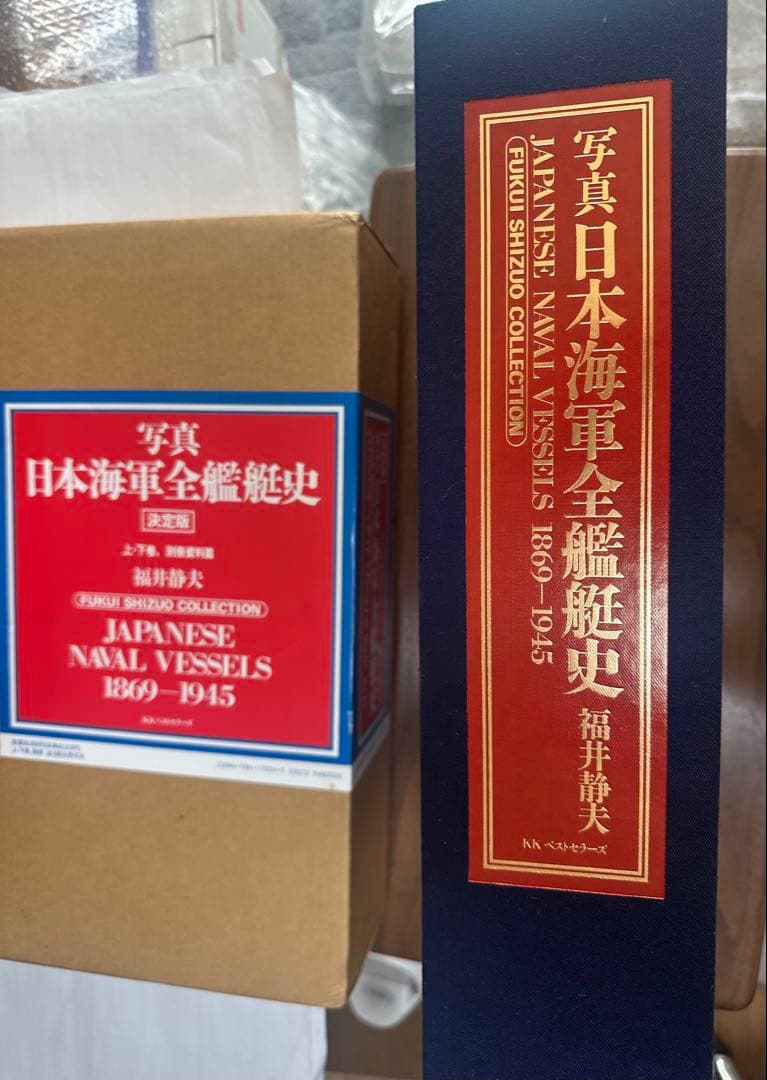 写真
日本海軍全艦艇史
決定版
上・下巻、別冊資料篇
福井静夫
FUKUI SHIZUO COLLECTION
JAPANESE
NAVAL VESSELS
1869—1945
KKベストセラーズ
写真 日本海軍全艦艇史 福井静夫
JAPANESE NAVAL VESSELS 1869—1945
FUKUI SHIZUO COLLECTION
KK ベストセラーズ